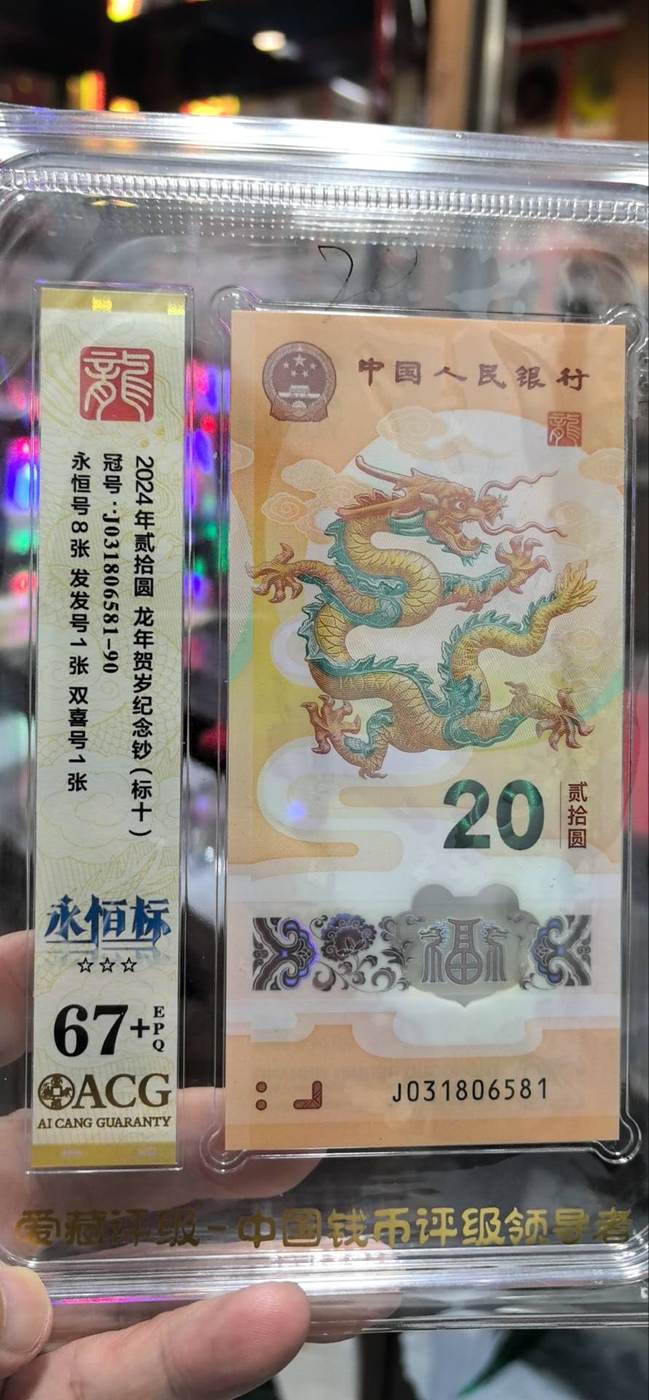 龍
2024年贰拾圆 龙年贺岁纪念钞(标十)
冠号:J031806581-90
永恒号8张 发发号1张 双喜号1张
永恒标
☆☆☆
67+EPQ
ACG
AI CANG GUARANTY
中国人民银行
龍
20
贰拾圆
福
J031806581
爱藏评级-中国钱币评级领导者